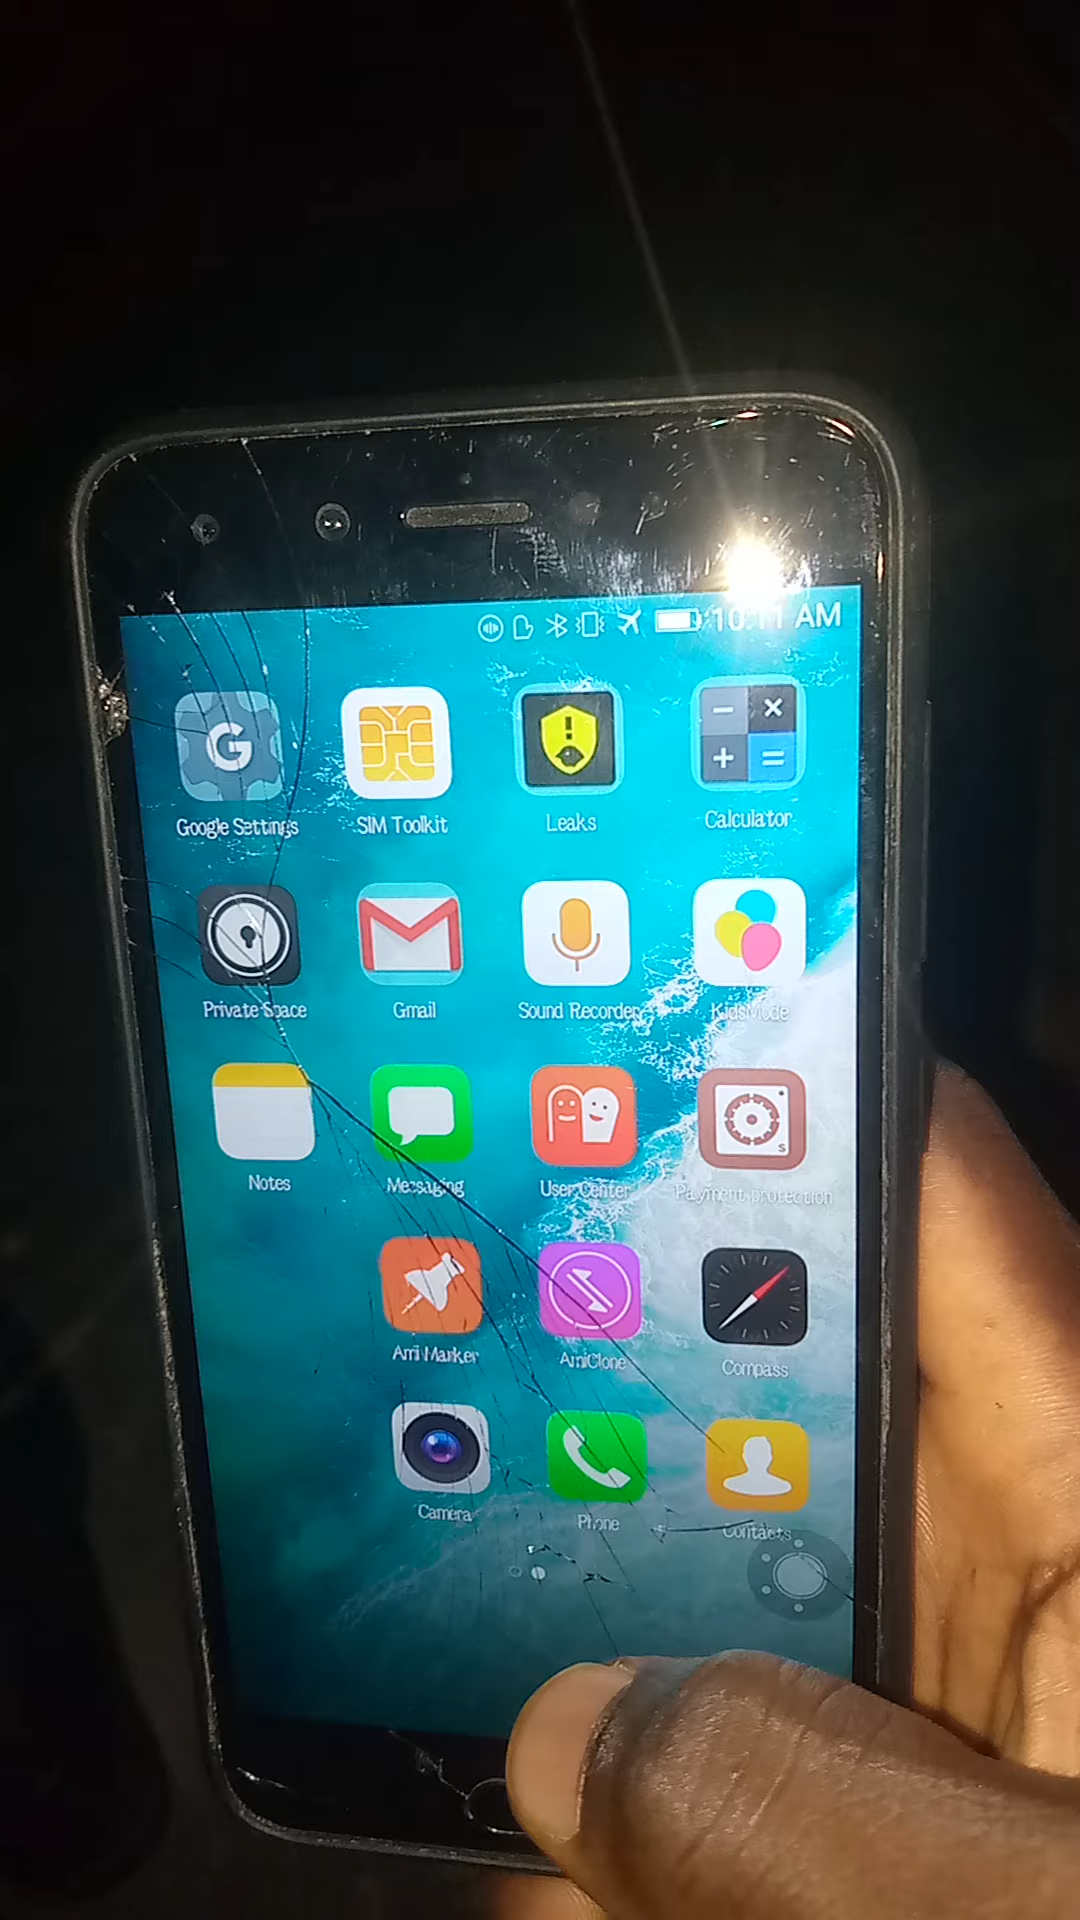 10:11 AM
Google Settings
SIM Toolkit
Leaks
Calculator
Private Space
Gmail
Sound Recorder
KidsMode
Notes
Messaging
User Center
Payment protection
S
Ami Marker
AmiClone
Compass
Camera
Phone
Contacts